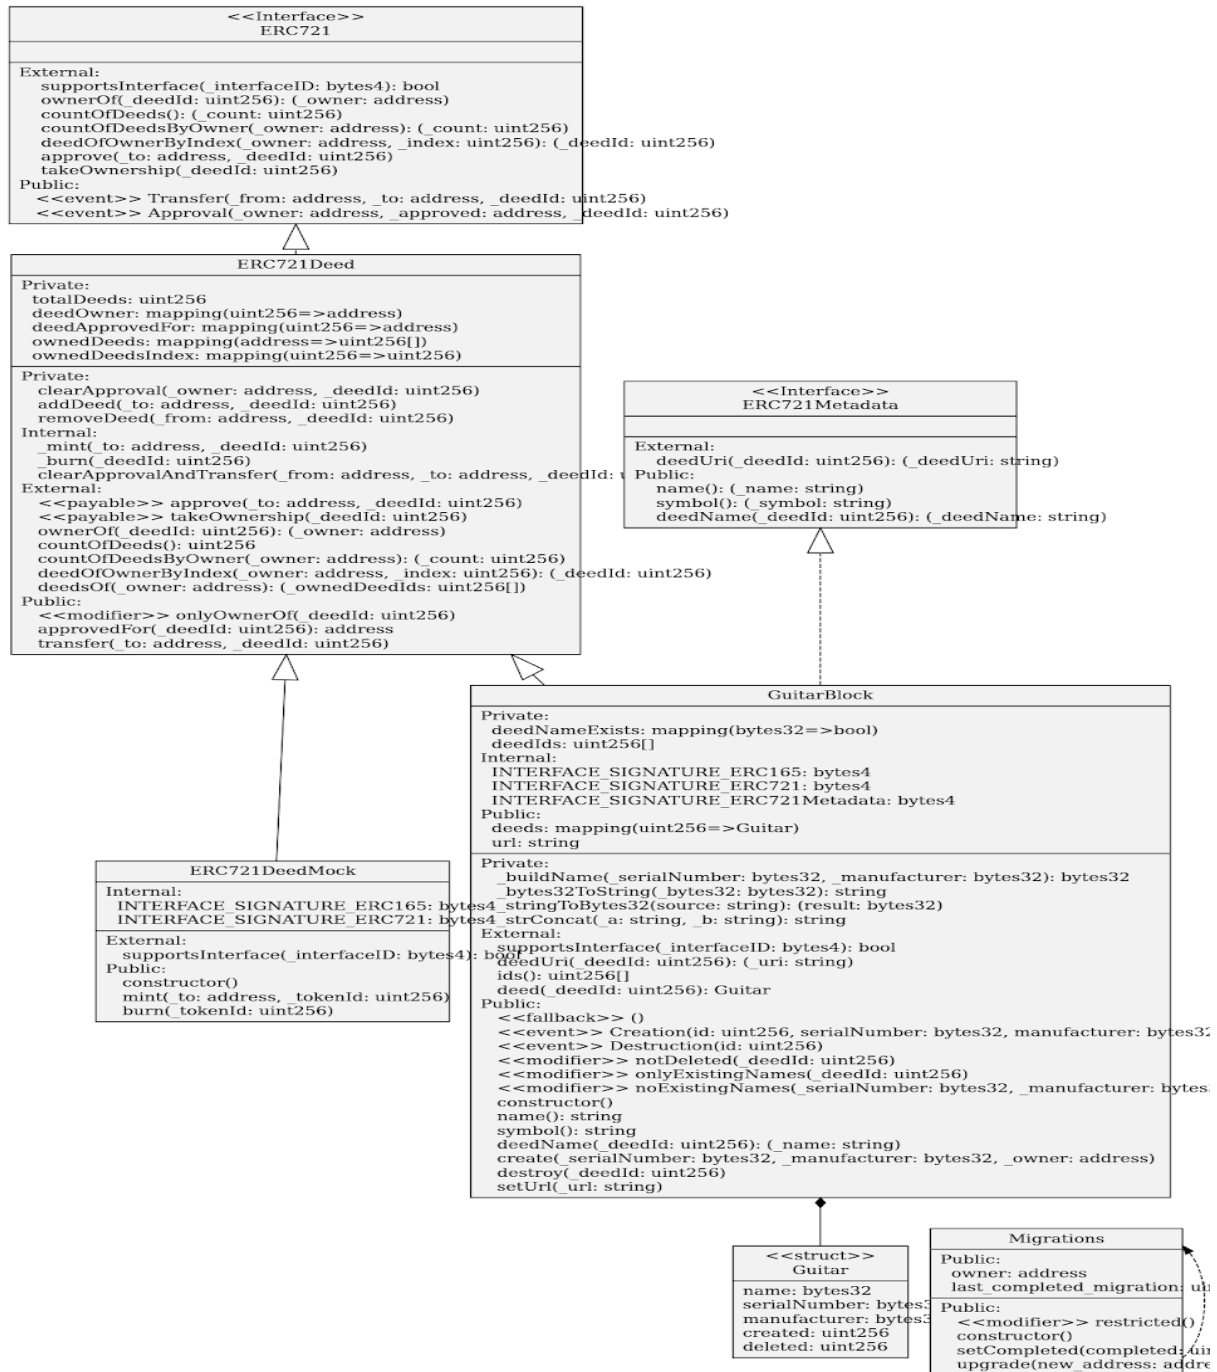 <<Interface>>
ERC721
External:
supportsInterface(_interfaceID: bytes4): bool
ownerOf(_deedId: uint256): (_owner: address)
countOfDeeds(): (_count: uint256)
countOfDeedsByOwner(_owner: address): (_count: uint256)
deedOfOwnerByIndex(_owner: address, _index: uint256): (_deedId: uint256)
approve(_to: address, _deedId: uint256)
takeOwnership(_deedId: uint256)
Public:
<<event>> Transfer(_from: address, _to: address, _deedId: uint256)
<<event>> Approval(_owner: address, _approved: address, _deedId: uint256)
ERC721Deed
Private:
totalDeeds: uint256
deedOwner: mapping(uint256=>address)
deedApprovedFor: mapping(uint256=>address)
ownedDeeds: mapping(address=>uint256[])
ownedDeedsIndex: mapping(uint256=>uint256)
Private:
clearApproval(_owner: address, _deedId: uint256)
addDeed(_to: address, _deedId: uint256)
removeDeed(_from: address, _deedId: uint256)
Internal:
_mint(_to: address, _deedId: uint256)
_burn(_deedId: uint256)
clearApprovalAndTransfer(_from: address, _to: address, _deedId:
External:
<<payable>> approve(_to: address, _deedId: uint256)
<<payable>> takeOwnership(_deedId: uint256)
ownerOf(_deedId: uint256): (_owner: address)
countOfDeeds(): uint256
countOfDeedsByOwner(_owner: address): (_count: uint256)
deedOfOwnerByIndex(_owner: address, _index: uint256): (_deedId: uint256)
deedsOf(_owner: address): (_ownedDeedIds: uint256[])
Public:
<<modifier>> onlyOwnerOf(_deedId: uint256)
approvedFor(_deedId: uint256): address
transfer(_to: address, _deedId: uint256)
<<Interface>>
ERC721Metadata
External:
deedUri(_deedId: uint256): (_deedUri: string)
Public:
name(): (_name: string)
symbol(): (_symbol: string)
deedName(_deedId: uint256): (_deedName: string)
ERC721DeedMock
Internal:
INTERFACE_SIGNATURE_ERC165: bytes4
INTERFACE_SIGNATURE_ERC721: bytes4
External:
supportsInterface(_interfaceID: bytes4): bool
Public:
constructor()
mint(_to: address, _tokenId: uint256)
burn(_tokenId: uint256)
GuitarBlock
Private:
deedNameExists: mapping(bytes32=>bool)
deedIds: uint256[]
Internal:
INTERFACE_SIGNATURE_ERC165: bytes4
INTERFACE_SIGNATURE_ERC721: bytes4
INTERFACE_SIGNATURE_ERC721Metadata: bytes4
Public:
deeds: mapping(uint256=>Guitar)
url: string
Private:
_buildName(_serialNumber: bytes32, _manufacturer: bytes32): bytes32
_bytes32ToString(_bytes32: bytes32): string
_stringToBytes32(source: string): (result: bytes32)
_strConcat(_a: string, _b: string): string
External:
supportsInterface(_interfaceID: bytes4): bool
deedUri(_deedId: uint256): (_uri: string)
ids(): uint256[]
deed(_deedId: uint256): Guitar
Public:
<<fallback>> ()
<<event>> Creation(id: uint256, serialNumber: bytes32, manufacturer: bytes32
<<event>> Destruction(id: uint256)
<<modifier>> notDeleted(_deedId: uint256)
<<modifier>> onlyExistingNames(_deedId: uint256)
<<modifier>> noExistingNames(_serialNumber: bytes32, _manufacturer:
constructor()
name(): string
symbol(): string
deedName(_deedId: uint256): (_name: string)
create(_serialNumber: bytes32, _manufacturer: bytes32, _owner: address)
destroy(_deedId: uint256)
setUrl(_url: string)
<<struct>>
Guitar
name: bytes32
serialNumber:
manufacturer:
created: uint256
deleted: uint256
Migrations
Public:
owner: address
last_completed_migration:
Public:
<<modifier>> restricted()
constructor()
setCompleted(completed:
upgrade(new_address: